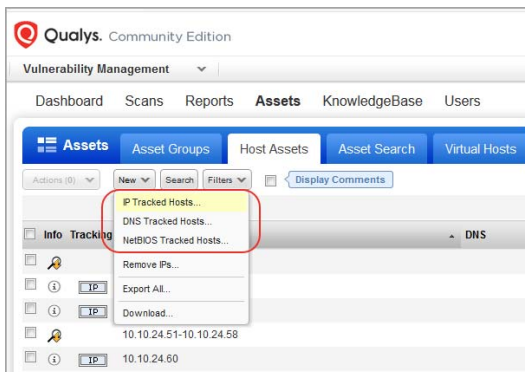 Qualys. Community Edition
Vulnerability Management
Dashboard Scans Reports Assets KnowledgeBase Users
Assets Asset Groups Host Assets Asset Search Virtual Hosts
Actions (0) New Search Filters Display Comments
IP Tracked Hosts...
DNS Tracked Hosts...
NetBIOS Tracked Hosts...
Remove IPs...
Export All...
Download...
Info Tracking DNS
IP
IP
10.10.24.51-10.10.24.58
IP 10.10.24.60